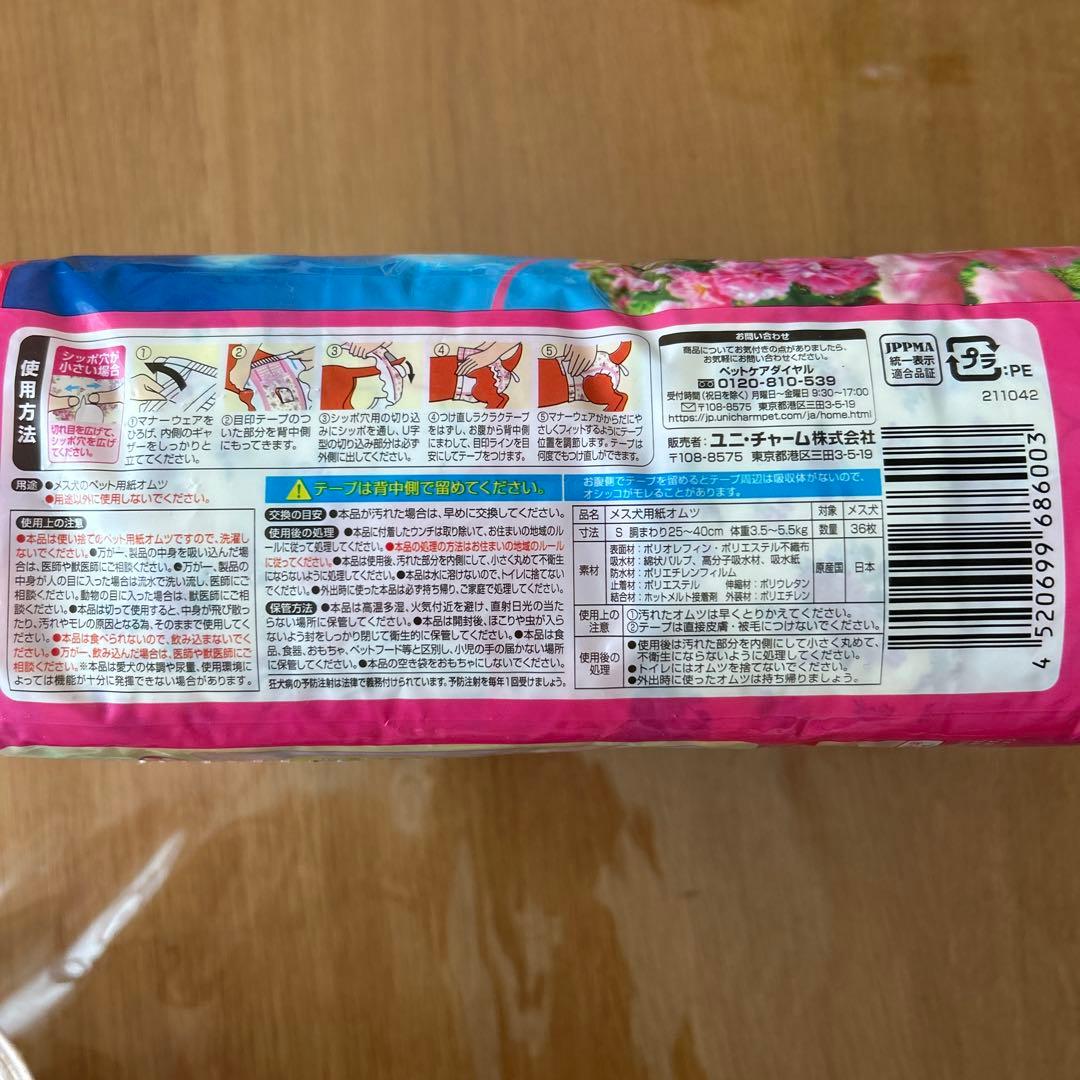 使用方法
シッポ穴が
小さい場合
切れ目を広げて、
シッポ穴を広げ
てください。
①
①マナーウェアを
ひろげ、内側のギャ
ザーをしっかりと
立ててください。
②
②目印テープのつ
いた部分を背中側
にもってきます。
③
③シッポ穴用の切り込
みにシッポを通し、U字
型の切り込み部分は必ず
外側に出してください。
④
④つけ直しラクラクテープ
をはずし、お腹から背中側
にまわして、目印ラインを目
安にしてテープをつけます。
⑤
⑤マナーウェアがからだにや
さしくフィットするようにテープ
位置を調節します。テープは
何度でもつけ直しができます。
お問い合わせ
商品についてお気付きの点がありましたら、
お気軽にお問い合わせください。
ペットケアダイヤル
0120-810-539
受付時間(祝日を除く)月曜日〜金曜日 9:30〜17:00
〒108-8575 東京都港区三田3-5-19
https://jp.unicharmpet.com/ja/home.html
販売者：ユニ・チャーム株式会社
〒108-8575 東京都港区三田3-5-19
JPPMA
統一表示
適合品証
プラ
:PE
211042
用途 ●メス犬のペット用紙オムツ
●用途以外に使用しないでください。
テープは背中側で留めてください。
お腹側でテープを留めるとテープ周辺は吸収体がないので、
オシッコがモレることがあります。
使用上の注意
●本品は使い捨てのペット用紙オムツですので、洗濯し
ないでください。●万が一、製品の中身を吸い込んだ場
合は、医師や獣医師にご相談ください。●万が一、製品の
中身が人の目に入った場合は流水で洗い流し、医師にご相
談ください。動物の目に入った場合は、獣医師にご相談く
ださい。●本品は切って使用すると、中身が飛び散っ
たり、汚れやモレの原因となる為、そのままで使用してく
ださい。●本品は食べられないので、飲み込まないでく
ださい。●万が一、飲み込んだ場合は、医師や獣医師にご
相談ください。※本品は愛犬の体調や尿量、使用環境に
よっては機能が十分に発揮できない場合があります。
交換の目安 ●本品が汚れた場合は、早めに交換してください。
使用後の処理 ●本品に付着したウンチは取り除いて、お住まいの地域のルー
ルに従って処理してください。●本品の処理の方法はお住まいの地域のルール
に従ってください。●本品は使用後、汚れた部分を内側にして、小さく丸めて不衛生
にならないように処理してください。●本品は水に溶けないので、トイレに捨てない
でください。●外出時に使った本品は必ず持ち帰り、ご家庭で処理してください。
保管方法 ●本品は高温多湿、火気付近を避け、直射日光の当た
らない場所に保管してください。●本品は開封後、ほこりや虫が入ら
ないよう封をしっかり閉じて衛生的に保管してください。●本品は食
品、食器、おもちゃ、ペットフード等と区別し、小児の手の届かない場所
に保管してください。●本品の空き袋をおもちゃにしないでください。
狂犬病の予防注射は法律で義務付けられています。予防注射を毎年1回受けましょう。
品名 メス犬用紙オムツ 対象 メス犬
寸法 S 胴まわり25〜40cm 体重3.5〜5.5kg 数量 36枚
素材
表面材：ポリオレフィン・ポリエステル不織布
吸水材：綿状パルプ、高分子吸水材、吸水紙
防水材：ポリエチレンフィルム
止着材：ポリエステル 伸縮材：ポリウレタン
結合材：ホットメルト接着剤 外装材：ポリエチレン
原産国 日本
使用上の
注意
①汚れたオムツは早くとりかえてください。
②テープは直接皮膚・被毛につけないでください。
使用後の
処理
●使用後は汚れた部分を内側にして小さく丸めて、
不衛生にならないように処理してください。
●トイレにはオムツを捨てないでください。
●外出時に使ったオムツは持ち帰りましょう。
4 520699 686003